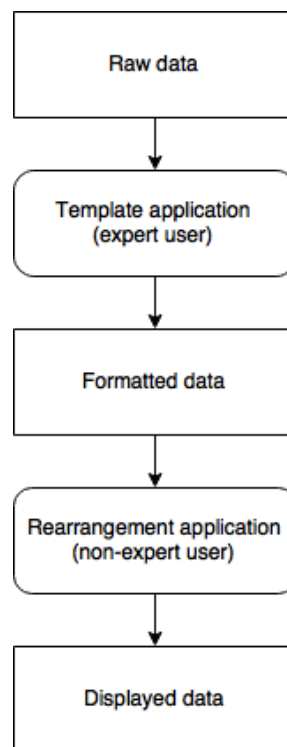 Raw data
Template application
(expert user)
Formatted data
Rearrangement application
(non-expert user)
Displayed data